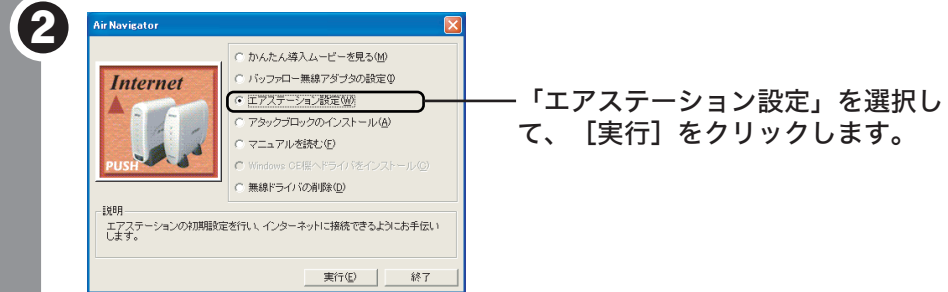 2
AirNavigator
Internet
PUSH
かんたん導入ムービーを見る(M)
バッファロー無線アダプタの設定(I)
エアステーション設定(W)
アタックブロックのインストール(A)
マニュアルを読む(F)
Windows CE機へドライバをインストール(C)
無線ドライバの削除(D)
「エアステーション設定」を選択し
て、［実行］をクリックします。
説明
エアステーションの初期設定を行い、インターネットに接続できるようにお手伝い
します。
実行(E)
終了